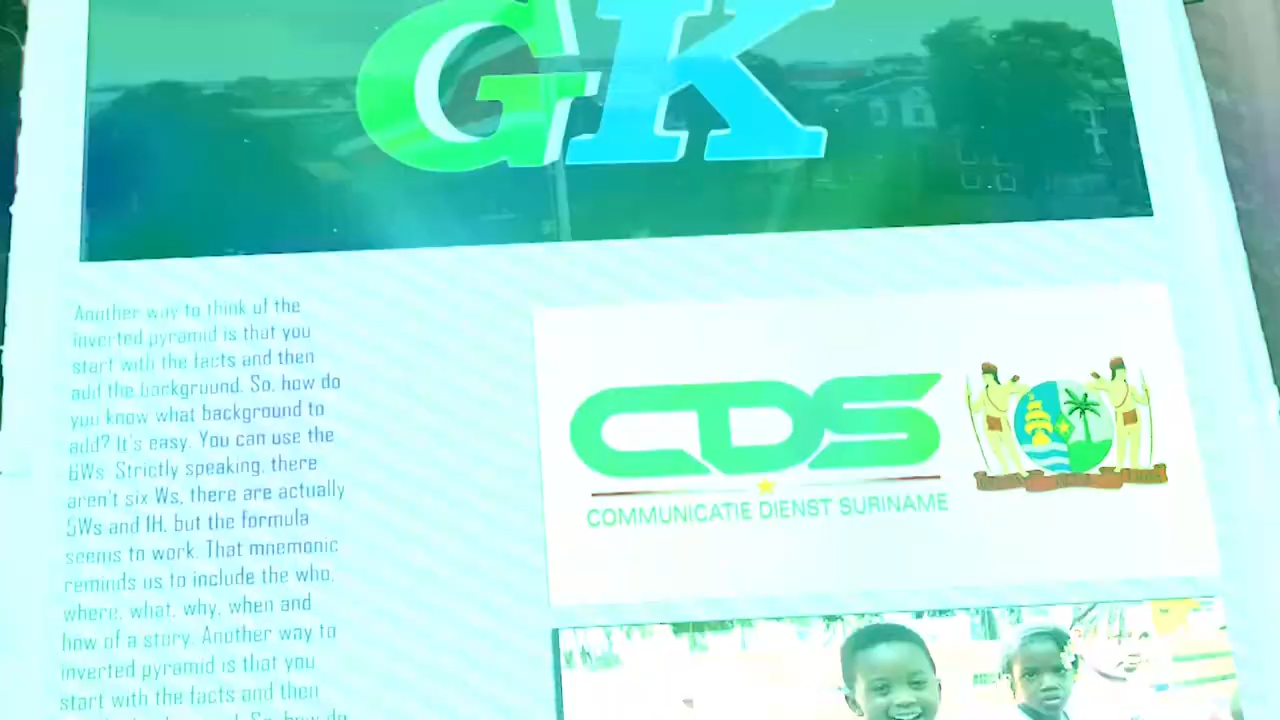 GK
Another way to think of the
inverted pyramid is that you
start with the facts and then
add the background. So, how do
you know what background to
add? It's easy. You can use the
6Ws. Strictly speaking, there
aren't six Ws, there are actually
5Ws and 1H, but the formula
seems to work. That mnemonic
reminds us to include the who,
where, what, why, when and
how of a story. Another way to
inverted pyramid is that you
start with the facts and then
So, how do
CDS
COMMUNICATIE DIENST SURINAME